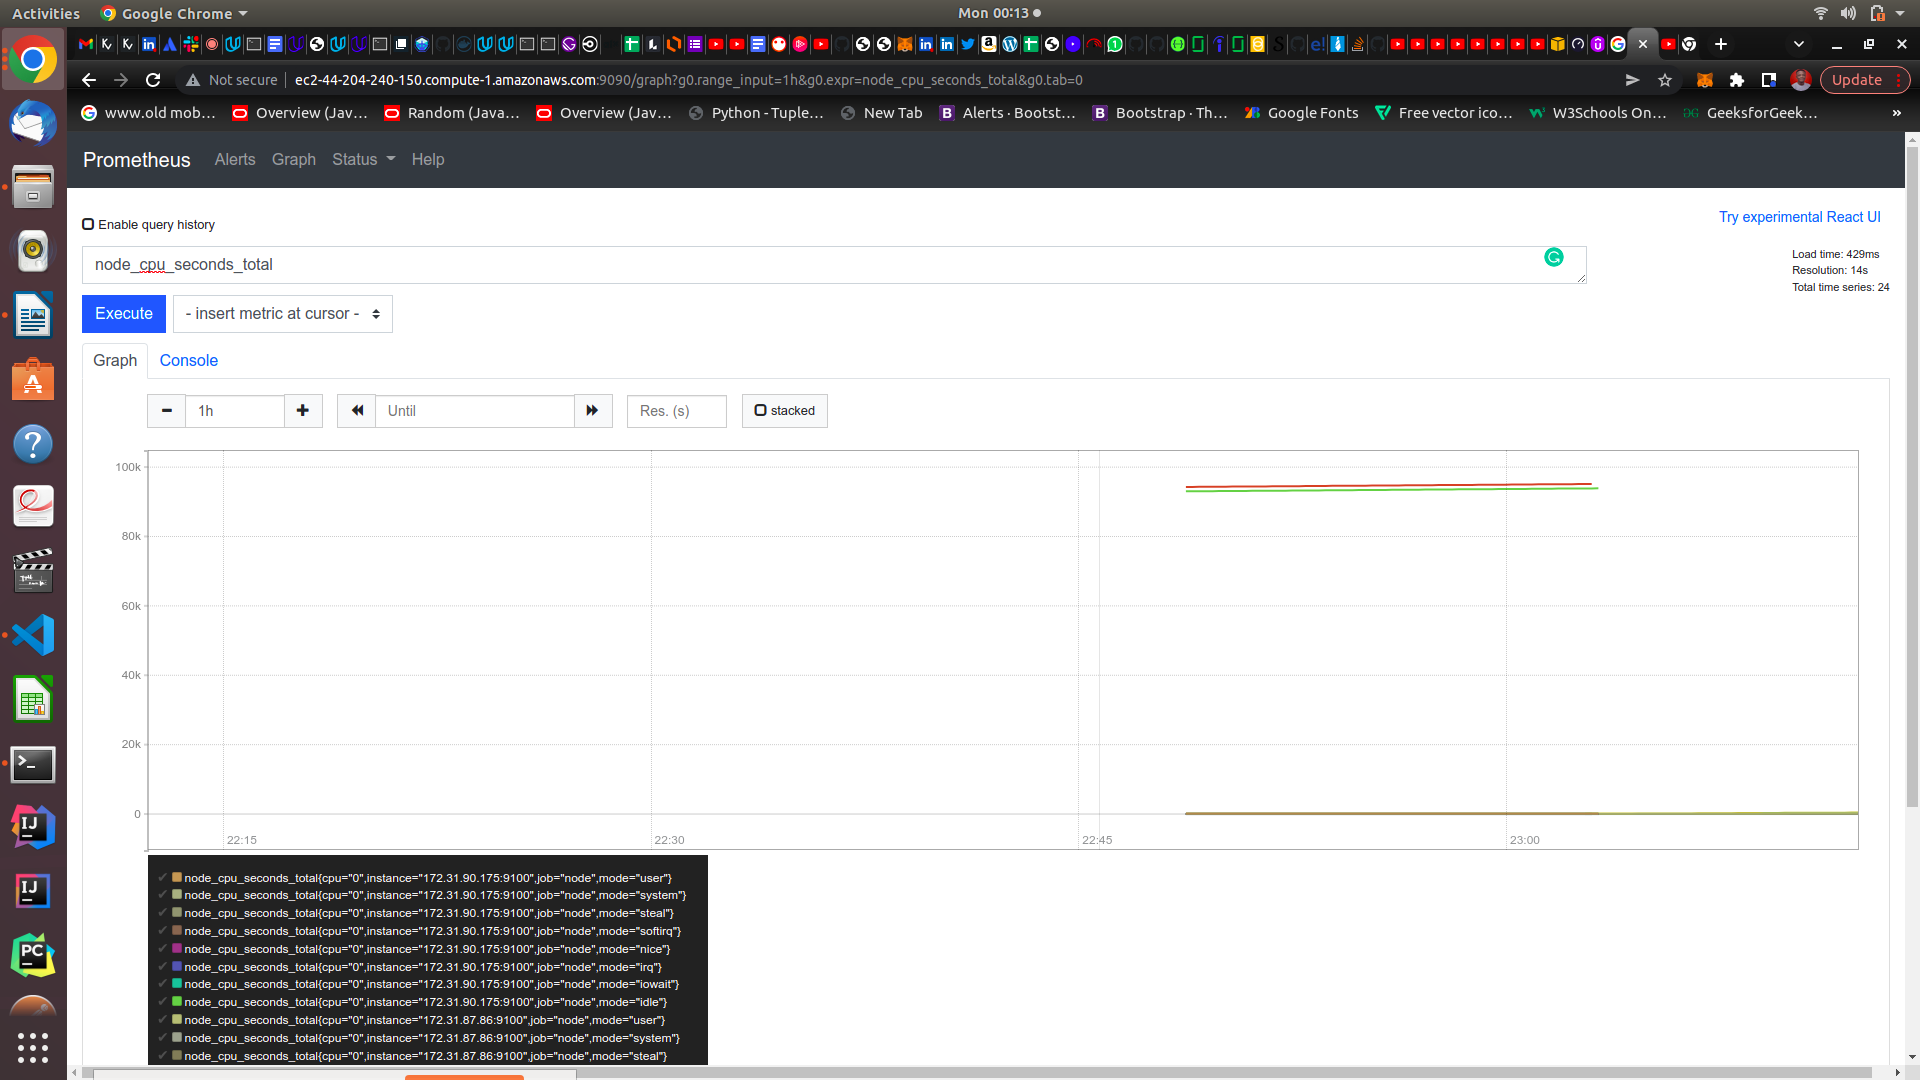 Activities
Google Chrome
Mon 00:13
Not secure
ec2-44-204-240-150.compute-1.amazonaws.com:9090/graph?g0.range_input=1h&g0.expr=node_cpu_seconds_total&g0.tab=0
Update
www.old mob…
Overview (Jav…
Random (Java…
Overview (Jav…
Python - Tuple…
New Tab
Alerts · Bootst…
Bootstrap · Th…
Google Fonts
Free vector ico…
W3Schools On…
GeeksforGeek…
»
Prometheus
Alerts
Graph
Status
Help
Enable query history
Try experimental React UI
node_cpu_seconds_total
Load time: 429ms
Resolution: 14s
Total time series: 24
Execute
- insert metric at cursor -
Graph
Console
1h
Until
Res. (s)
stacked
100k
80k
60k
40k
20k
0
22:15
22:30
22:45
23:00
node_cpu_seconds_total{cpu="0",instance="172.31.90.175:9100",job="node",mode="user"}
node_cpu_seconds_total{cpu="0",instance="172.31.90.175:9100",job="node",mode="system"}
node_cpu_seconds_total{cpu="0",instance="172.31.90.175:9100",job="node",mode="steal"}
node_cpu_seconds_total{cpu="0",instance="172.31.90.175:9100",job="node",mode="softirq"}
node_cpu_seconds_total{cpu="0",instance="172.31.90.175:9100",job="node",mode="nice"}
node_cpu_seconds_total{cpu="0",instance="172.31.90.175:9100",job="node",mode="irq"}
node_cpu_seconds_total{cpu="0",instance="172.31.90.175:9100",job="node",mode="iowait"}
node_cpu_seconds_total{cpu="0",instance="172.31.90.175:9100",job="node",mode="idle"}
node_cpu_seconds_total{cpu="0",instance="172.31.87.86:9100",job="node",mode="user"}
node_cpu_seconds_total{cpu="0",instance="172.31.87.86:9100",job="node",mode="system"}
node_cpu_seconds_total{cpu="0",instance="172.31.87.86:9100",job="node",mode="steal"}